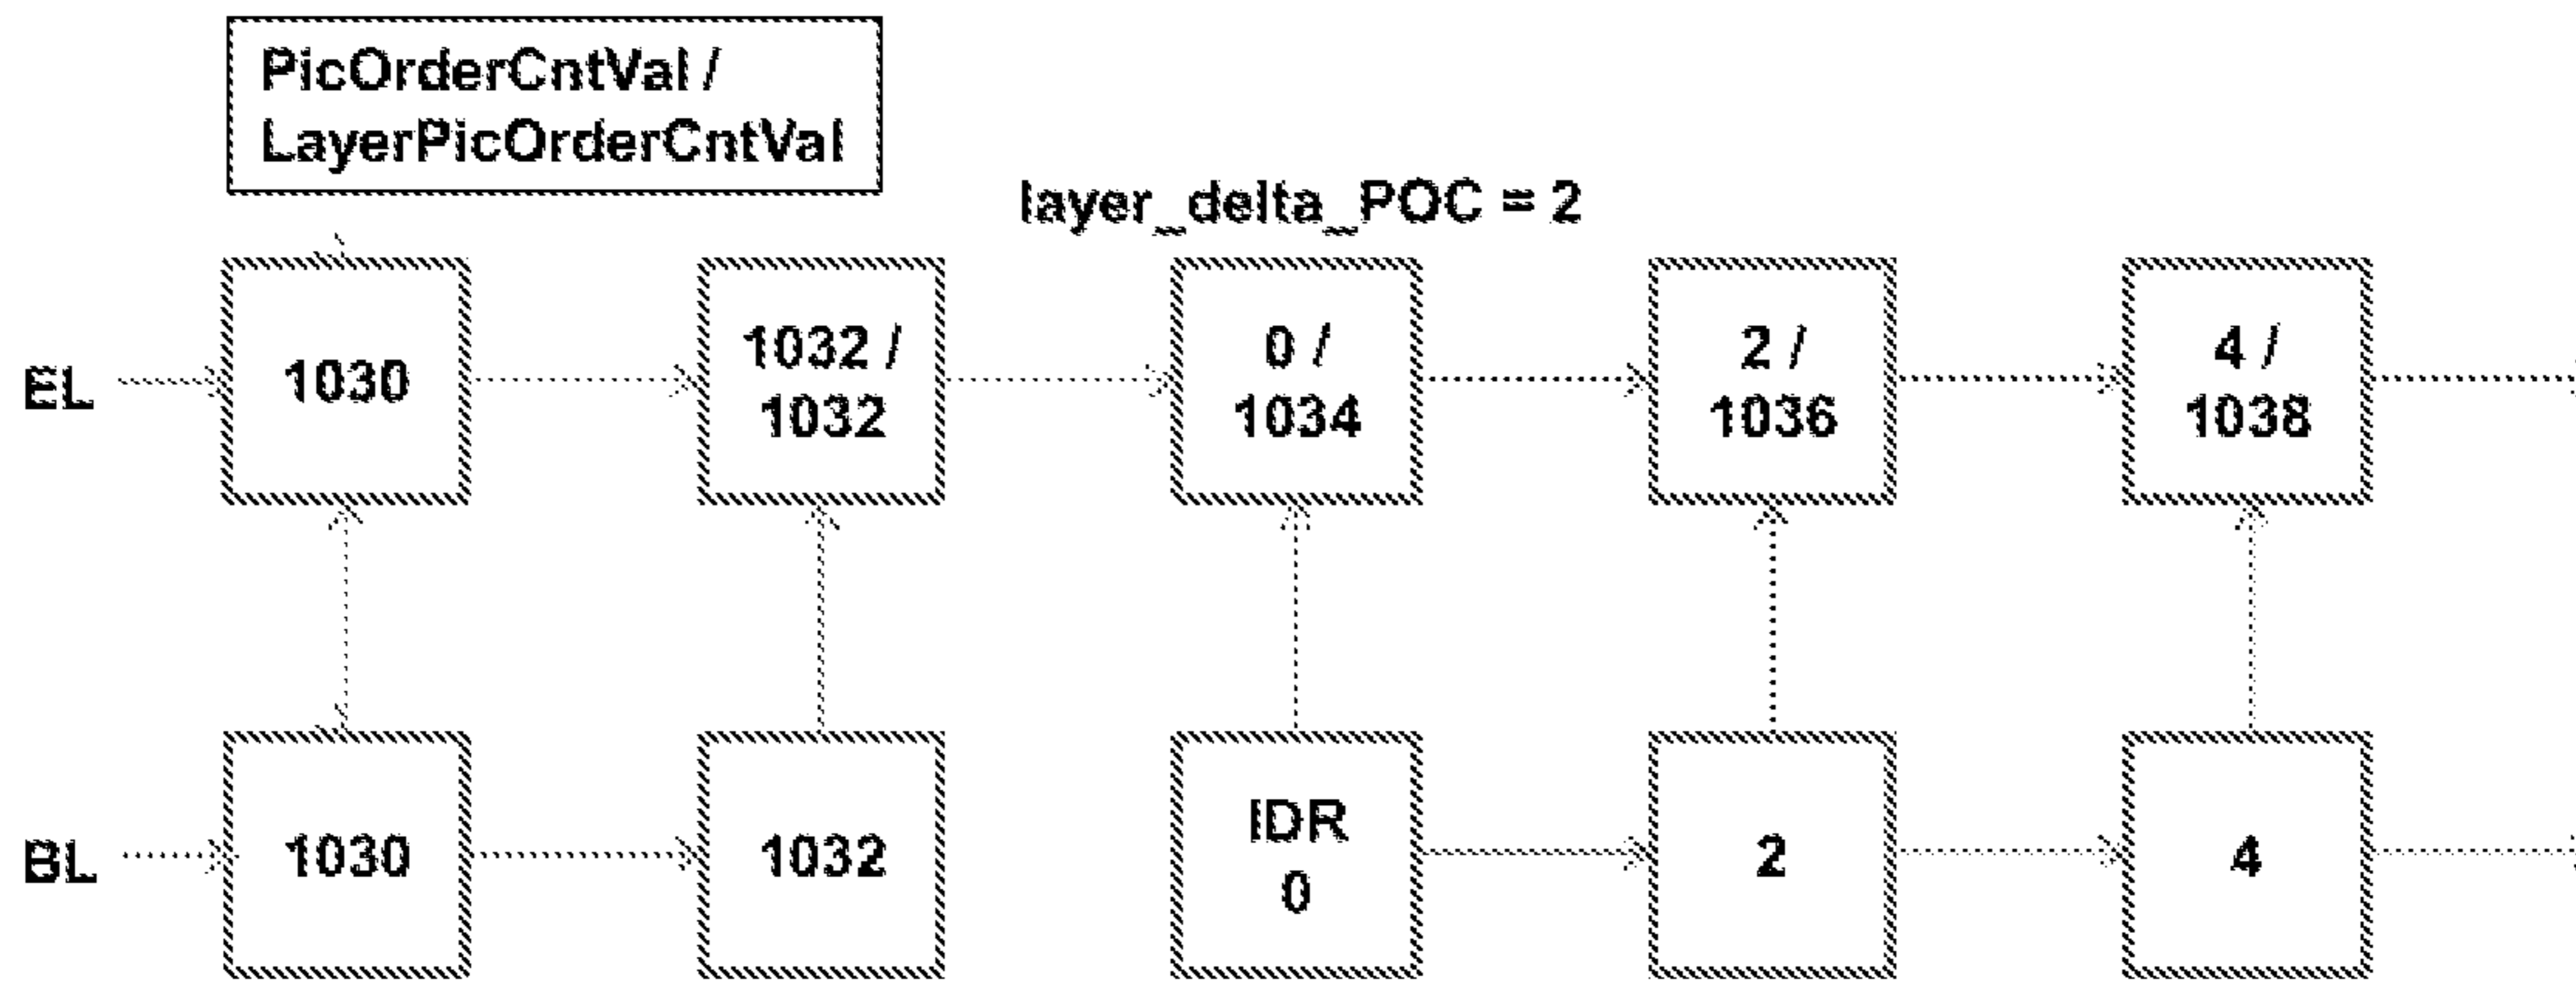 PicOrderCntVal /
LayerPicOrderCntVal
layer_delta_POC = 2
EL
1030
1032 /
1032
0 /
1034
2 /
1036
4 /
1038
BL
1030
1032
IDR
0
2
4